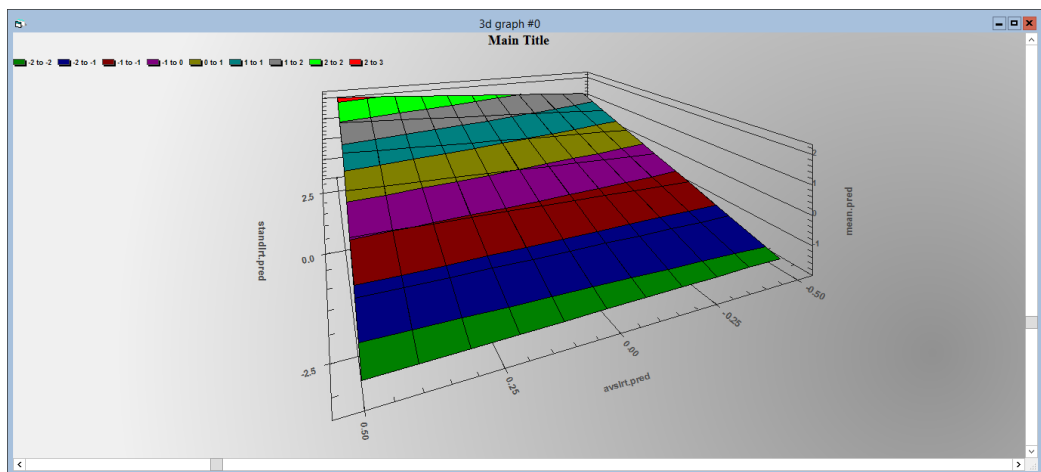 3d graph #0
Main Title
-2 to -2 -2 to -1 -1 to -1 -1 to 0 0 to 1 1 to 1 1 to 2 2 to 2 2 to 3
2.5
0.0
-2.5
standlrt.pred
0.50
0.25
0.00
-0.25
-0.50
avslrt.pred
2
1
0
-1
mean.pred